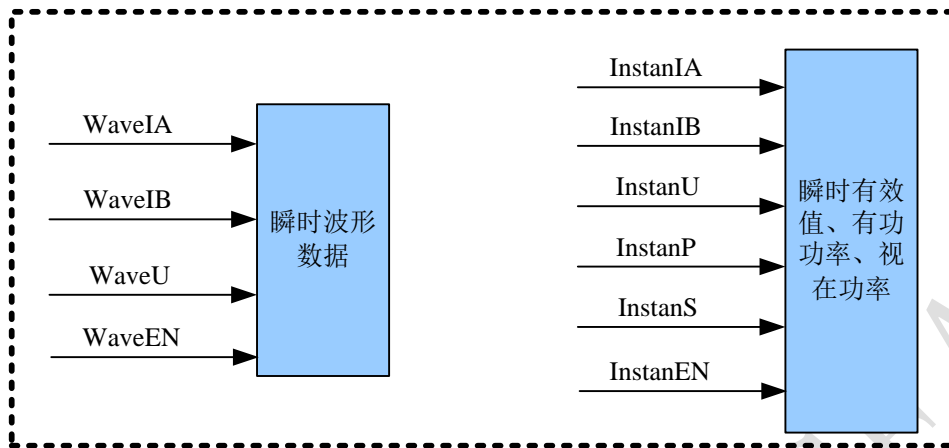 WaveIA
WaveIB
WaveU
WaveEN
瞬时波形
数据
InstanIA
InstanIB
InstanU
InstanP
InstanS
InstanEN
瞬时有效
值、有功
功率、视
在功率